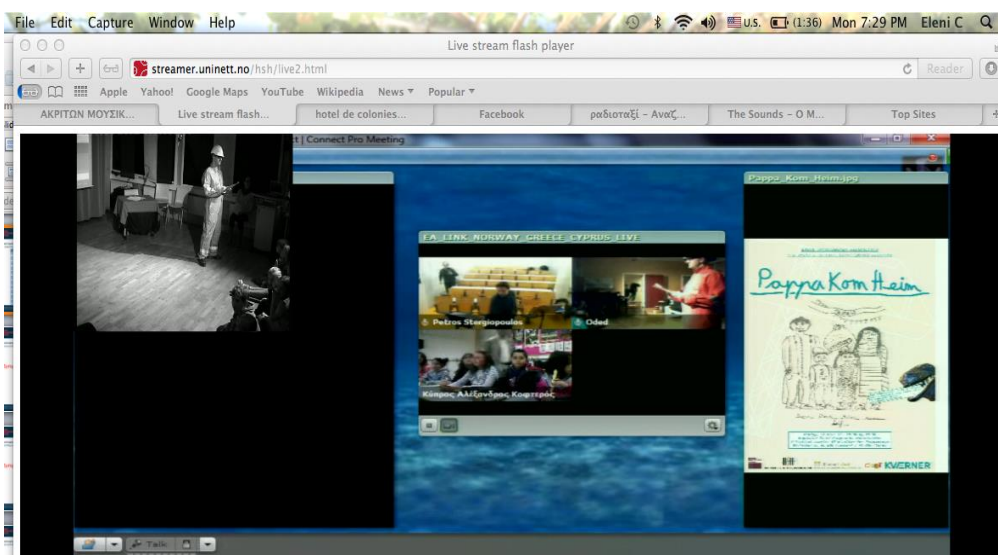 File Edit Capture Window Help
U.S. (1:36) Mon 7:29 PM Eleni C
Live stream flash player
streamer.uninett.no/hsh/live2.html
Reader
Apple Yahoo! Google Maps YouTube Wikipedia News Popular
ΑΚΡΙΤΩΝ ΜΟΥΣΙΚ... Live stream flash... hotel de colonies... Facebook ραδιοταξί – Αναζ... The Sounds – O M... Top Sites
Connect Pro Meeting
Pappa_Kom_Heim.jpg
EA_LINK_NORWAY_GREECE_CYPRUS_LIVE
Petros Stergiopoulos
Oded
Κύπρος Αλέξανδρος Κοφτερός
Pappa Kom Heim
KVÆRNER
Talk